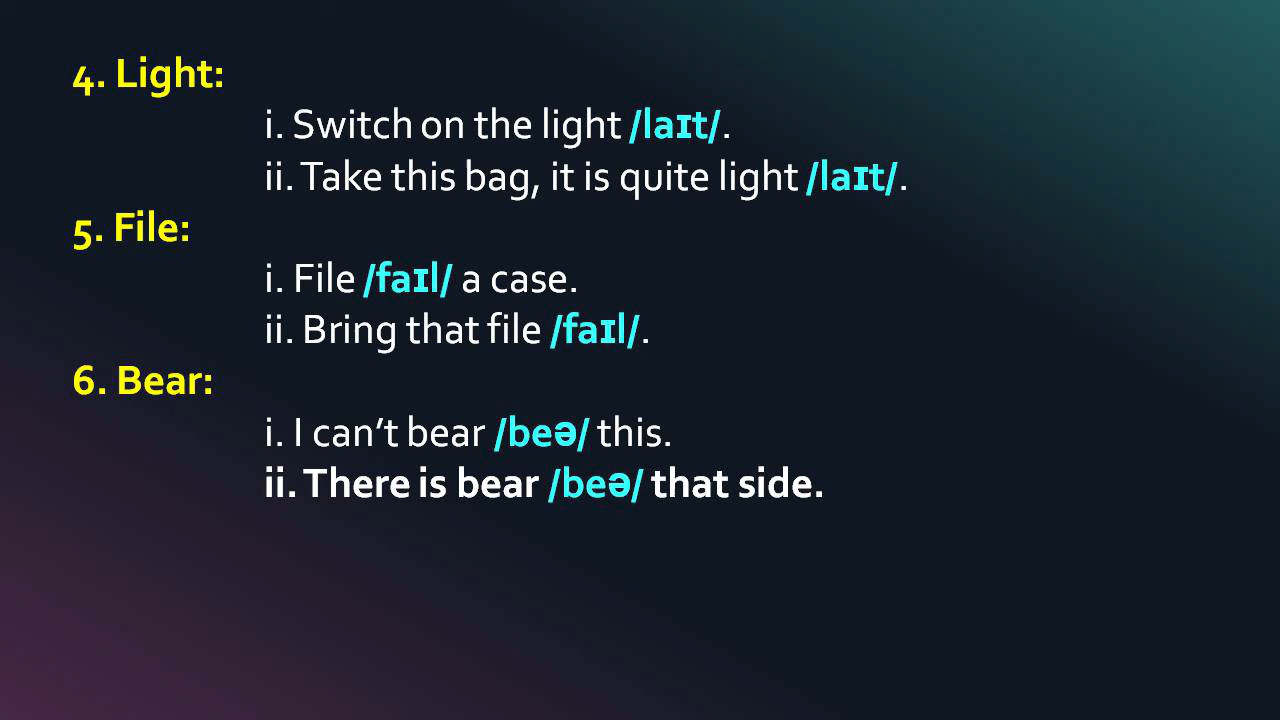 4. Light:
i. Switch on the light /laɪt/.
ii. Take this bag, it is quite light /laɪt/.
5. File:
i. File /faɪl/ a case.
ii. Bring that file /faɪl/.
6. Bear:
i. I can’t bear /beə/ this.
ii. There is bear /beə/ that side.